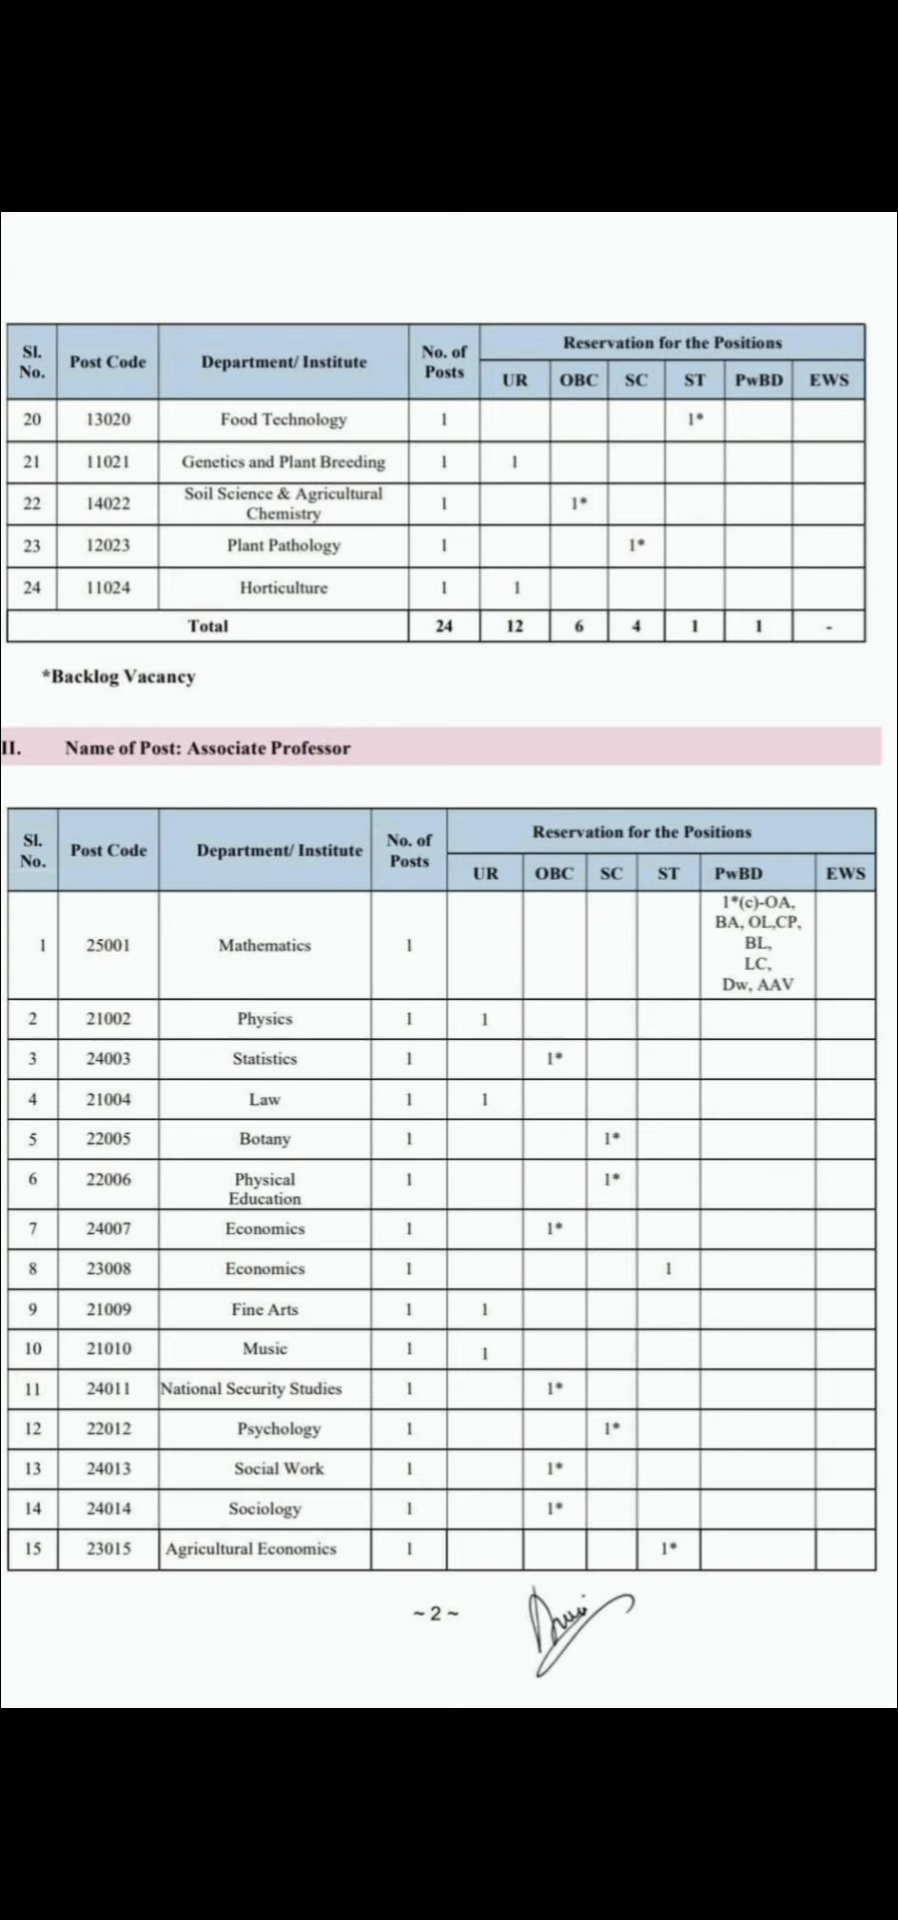 Sl. No. Post Code Department/ Institute No. of Posts Reservation for the Positions
UR OBC SC ST PwBD EWS
20 13020 Food Technology 1 1*
21 11021 Genetics and Plant Breeding 1 1
22 14022 Soil Science & Agricultural Chemistry 1 1*
23 12023 Plant Pathology 1 1*
24 11024 Horticulture 1 1
Total 24 12 6 4 1 1 -
*Backlog Vacancy
II. Name of Post: Associate Professor
Sl. No. Post Code Department/ Institute No. of Posts Reservation for the Positions
UR OBC SC ST PwBD EWS
1 25001 Mathematics 1 1*(c)-OA, BA, OL,CP, BL, LC, Dw, AAV
2 21002 Physics 1 1
3 24003 Statistics 1 1*
4 21004 Law 1 1
5 22005 Botany 1 1*
6 22006 Physical Education 1 1*
7 24007 Economics 1 1*
8 23008 Economics 1 1
9 21009 Fine Arts 1 1
10 21010 Music 1 1
11 24011 National Security Studies 1 1*
12 22012 Psychology 1 1*
13 24013 Social Work 1 1*
14 24014 Sociology 1 1*
15 23015 Agricultural Economics 1 1*
~ 2 ~